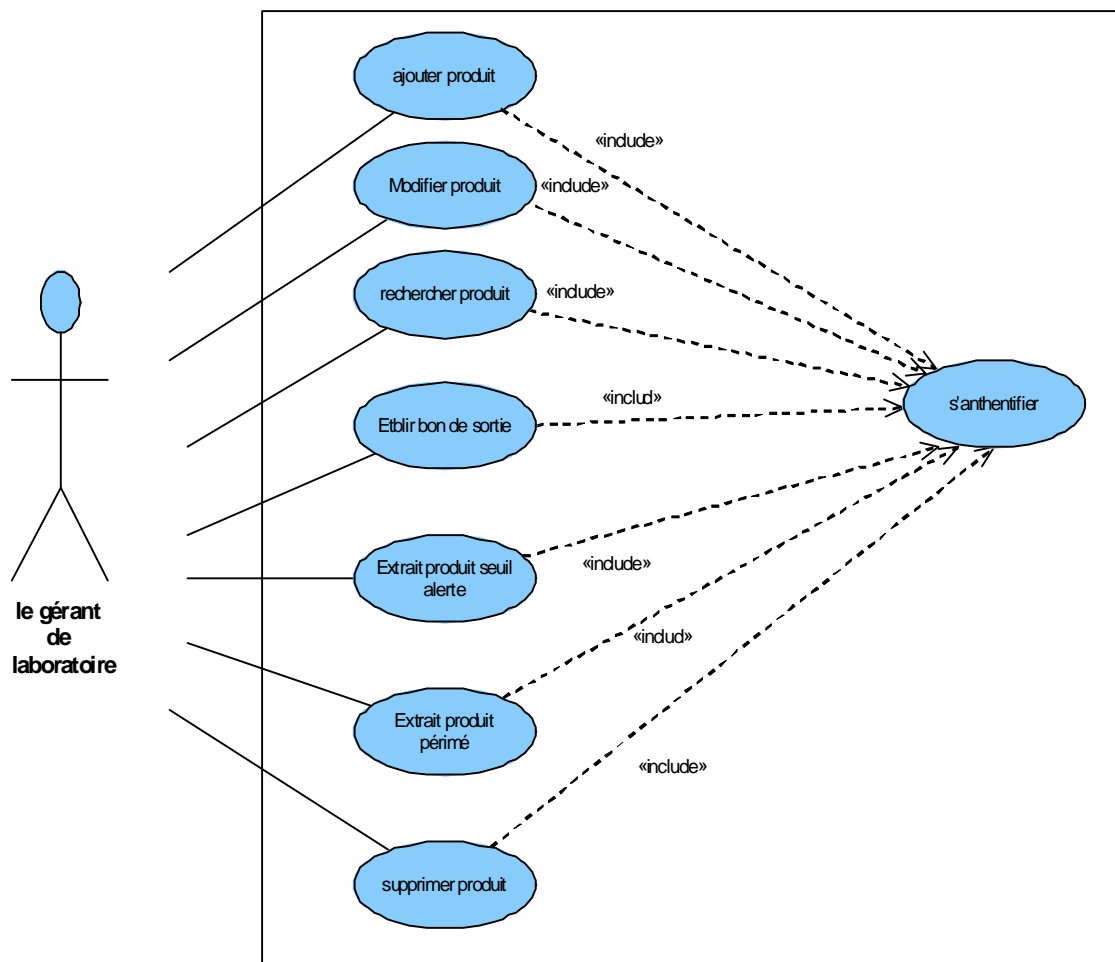 ajouter produit
«include»
Modifier produit
«include»
rechercher produit
«include»
Etblir bon de sortie
«includ»
s'anthentifier
Extrait produit seuil
alerte
«include»
le gérant
de
laboratoire
«includ»
Extrait produit
périmé
«include»
supprimer produit